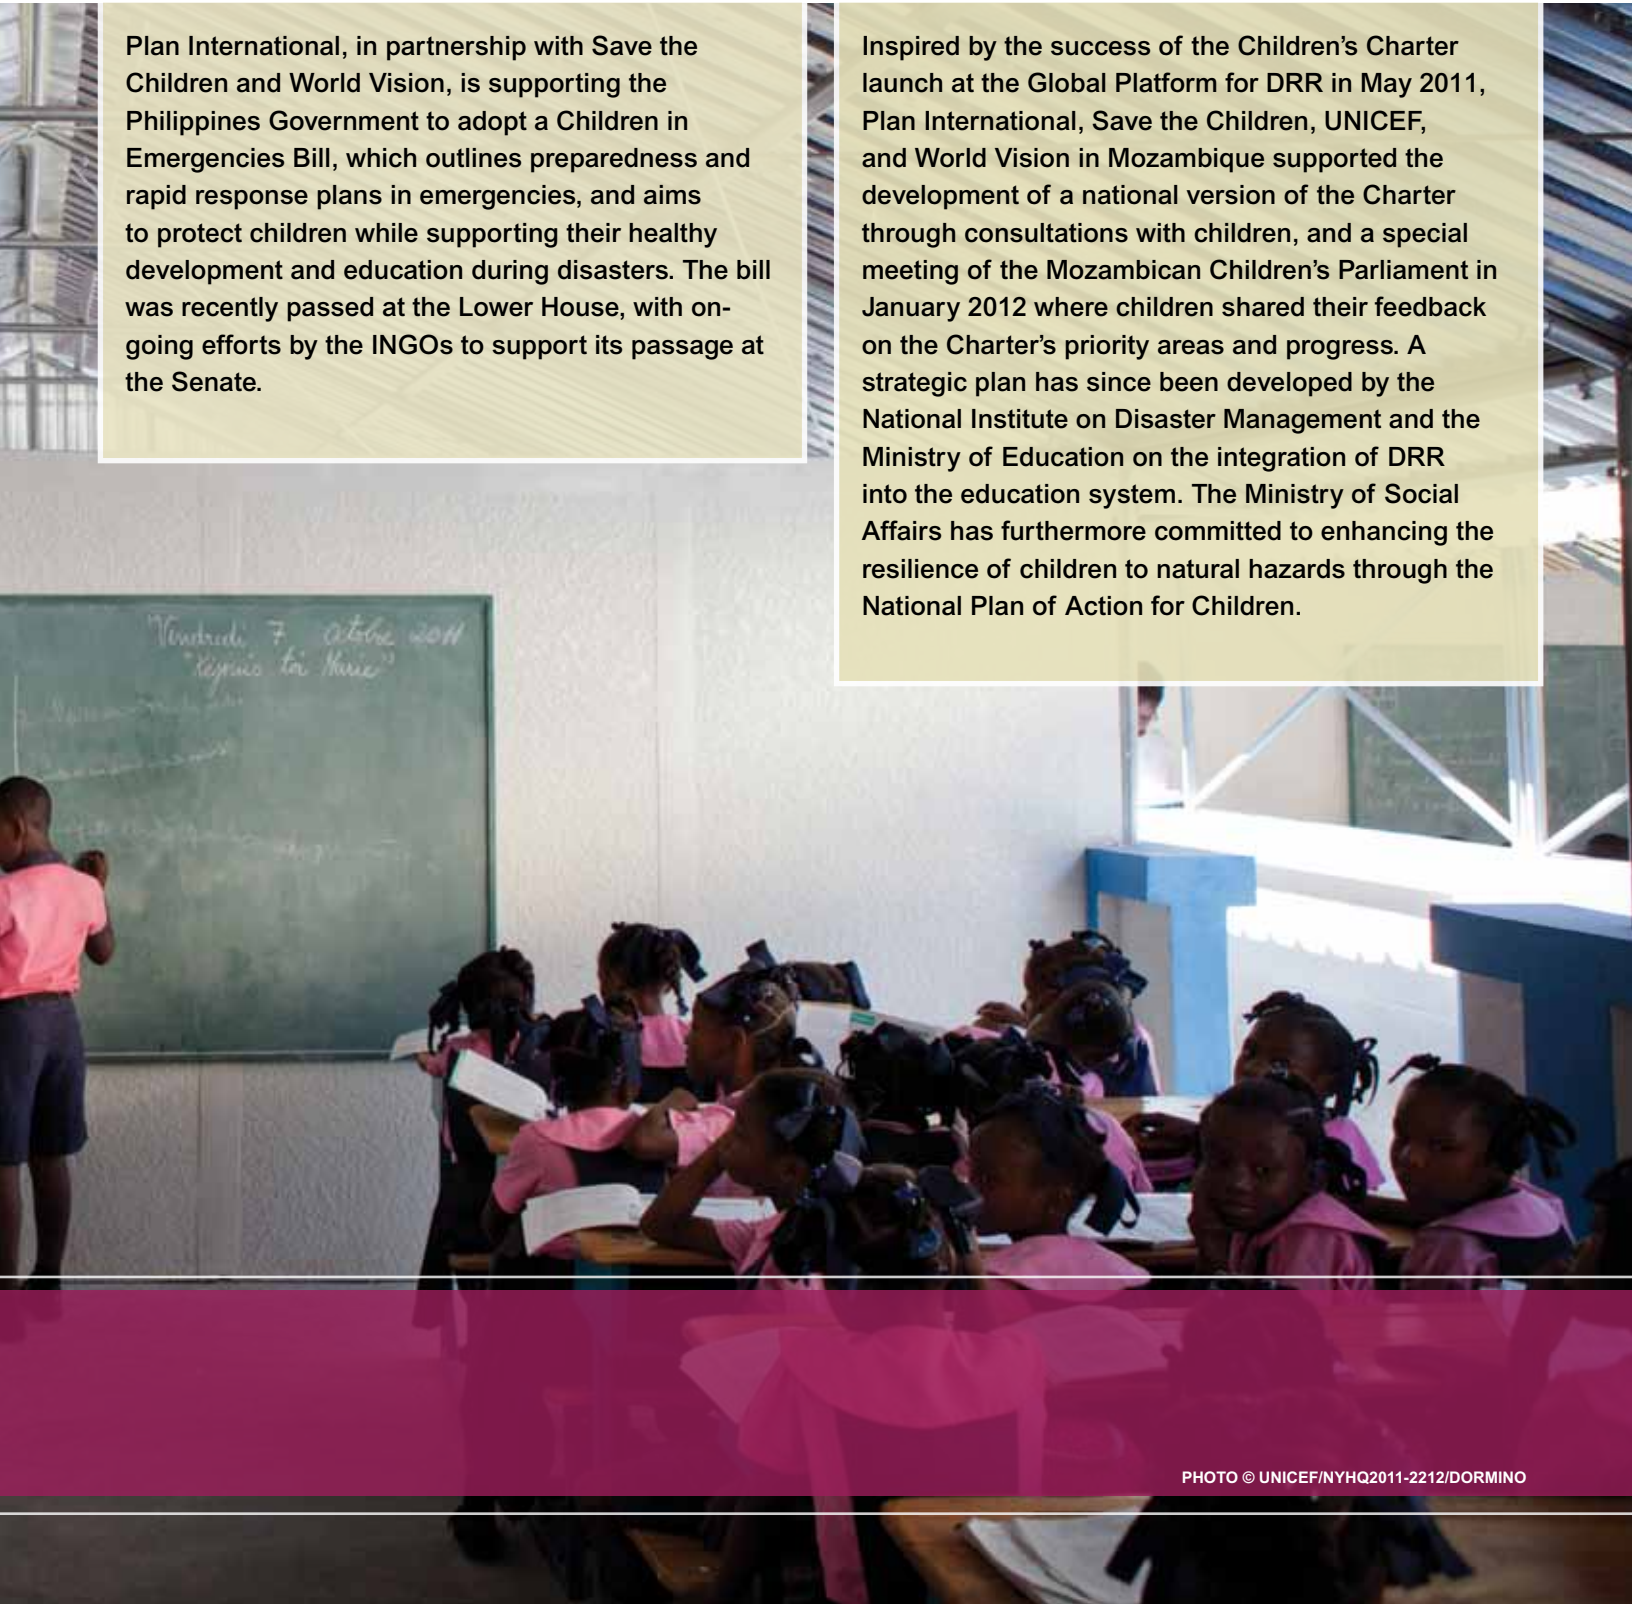 Plan International, in partnership with Save the
Children and World Vision, is supporting the
Philippines Government to adopt a Children in
Emergencies Bill, which outlines preparedness and
rapid response plans in emergencies, and aims
to protect children while supporting their healthy
development and education during disasters. The bill
was recently passed at the Lower House, with on-
going efforts by the INGOs to support its passage at
the Senate.
Inspired by the success of the Children’s Charter
launch at the Global Platform for DRR in May 2011,
Plan International, Save the Children, UNICEF,
and World Vision in Mozambique supported the
development of a national version of the Charter
through consultations with children, and a special
meeting of the Mozambican Children’s Parliament in
January 2012 where children shared their feedback
on the Charter’s priority areas and progress. A
strategic plan has since been developed by the
National Institute on Disaster Management and the
Ministry of Education on the integration of DRR
into the education system. The Ministry of Social
Affairs has furthermore committed to enhancing the
resilience of children to natural hazards through the
National Plan of Action for Children.
Vendredi 7 octobre 2011
toi Marie"
PHOTO © UNICEF/NYHQ2011-2212/DORMINO